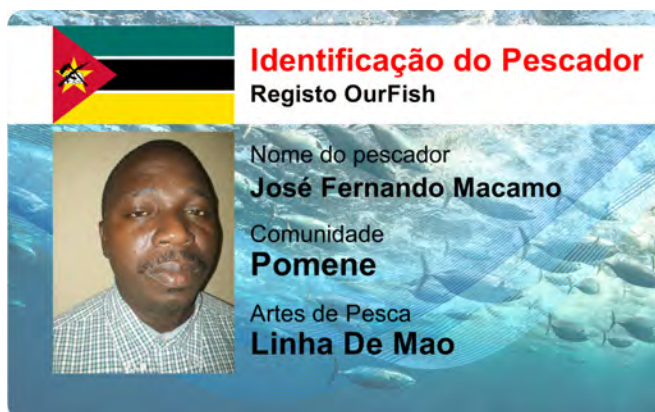 Identificação do Pescador
Registo OurFish
Nome do pescador
José Fernando Macamo
Comunidade
Pomene
Artes de Pesca
Linha De Mao